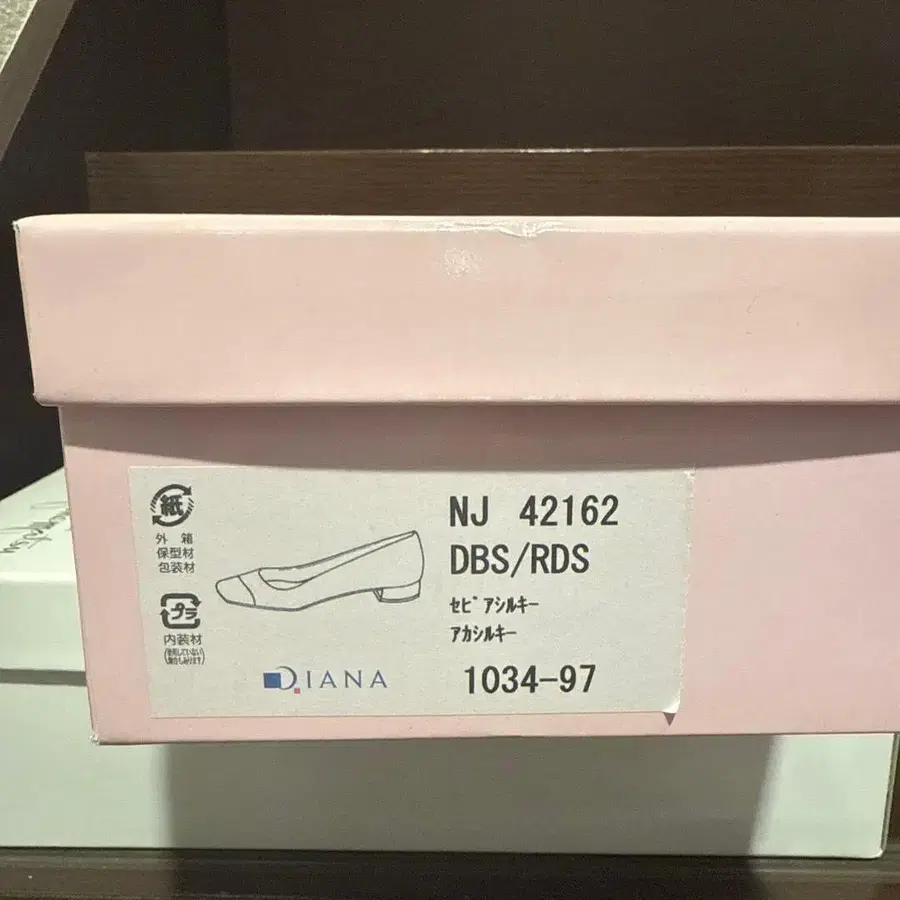 紙
外 箱
保型材
包装材
プラ
内装材
DIANA
NJ 42162
DBS/RDS
ｾﾋﾟｱｼﾙｷｰ
ｱｶｼﾙｷｰ
1034-97